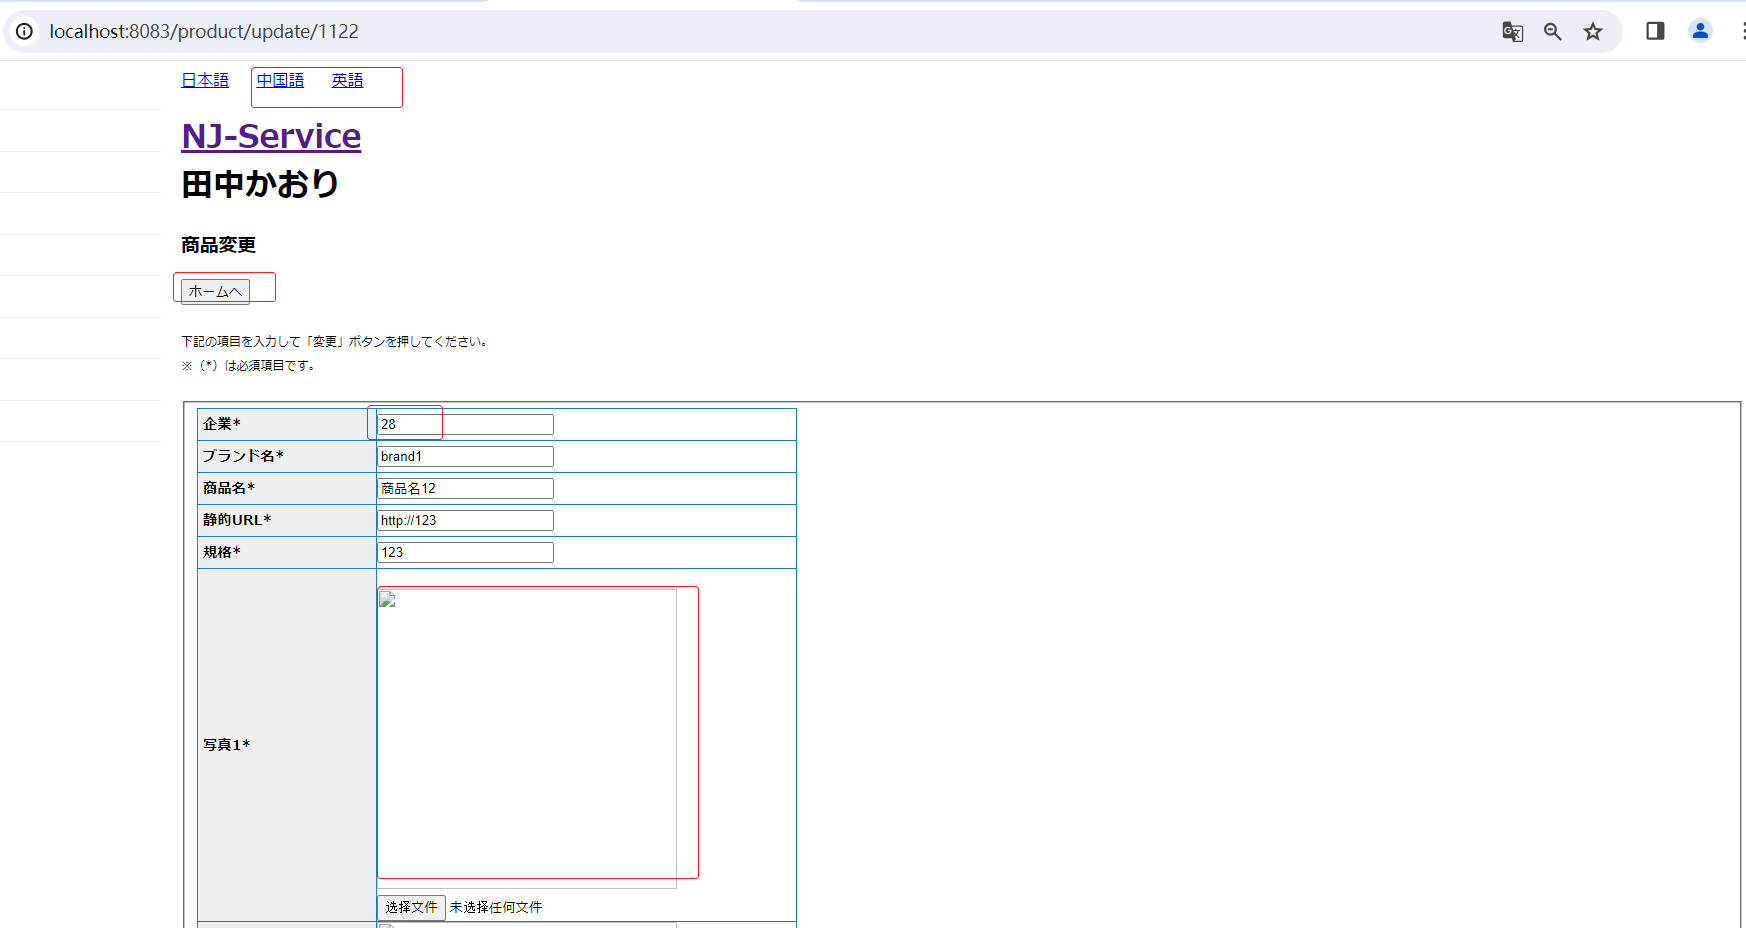 localhost:8083/product/update/1122
日本語 中国語 英語
NJ-Service
田中かおり
商品変更
ホームへ
下記の項目を入力して「変更」ボタンを押してください。
※（*）は必須項目です。
企業* 28
ブランド名* brand1
商品名* 商品名12
静的URL* http://123
規格* 123
写真1*
选择文件 未选择任何文件